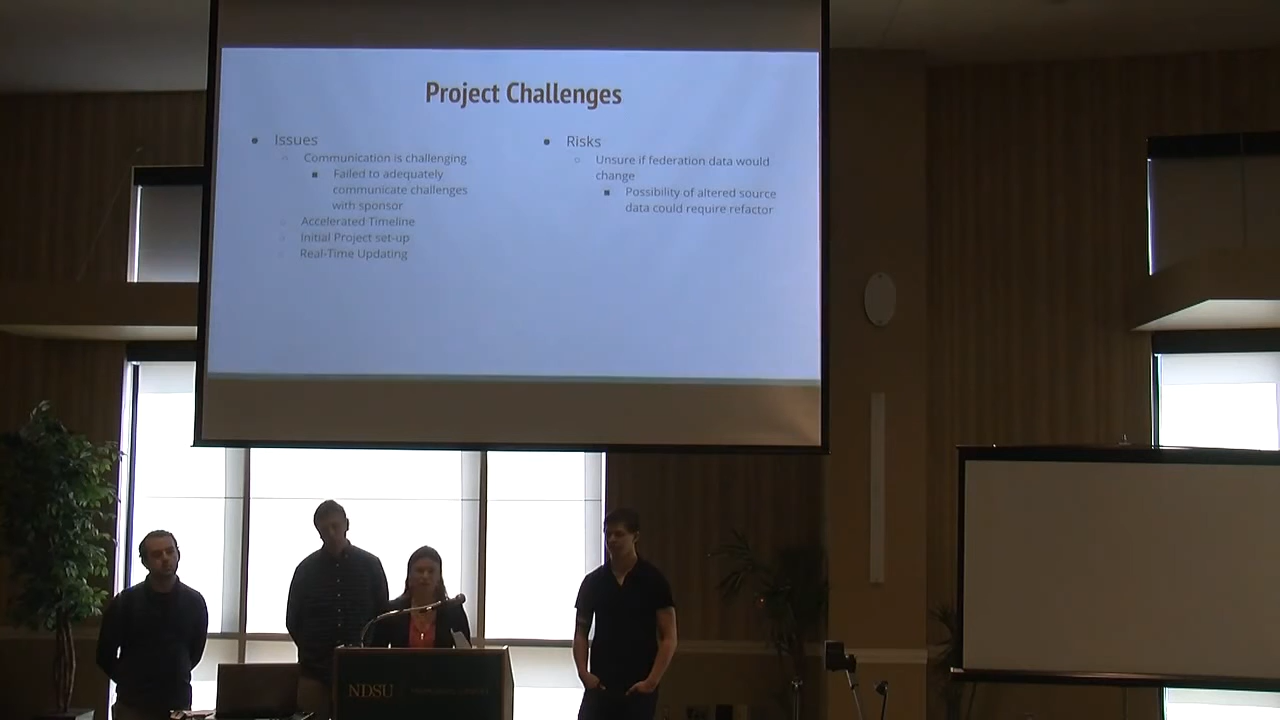 Project Challenges
Issues
Communication is challenging
Failed to adequately
communicate challenges
with sponsor
Accelerated Timeline
Initial Project set-up
Real-Time Updating
Risks
Unsure if federation data would
change
Possibility of altered source
data could require refactor
NDSU